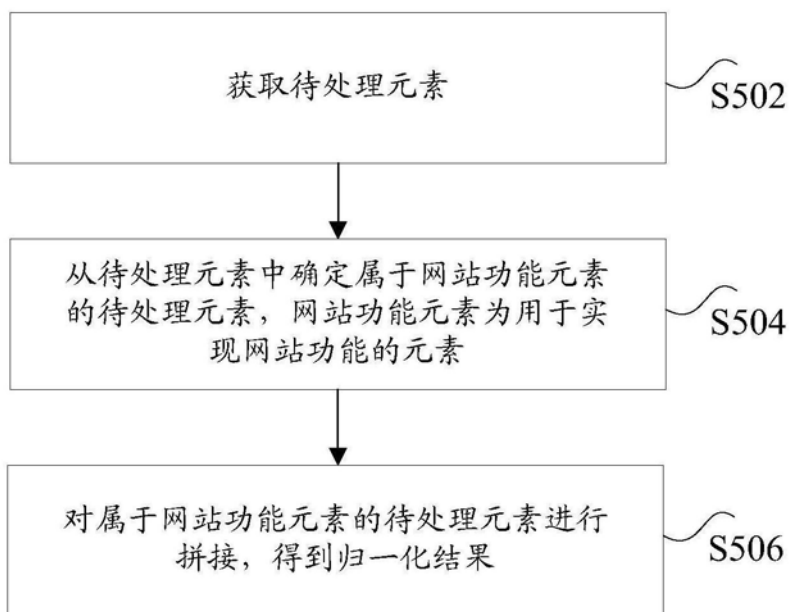 获取待处理元素
S502
从待处理元素中确定属于网站功能元素
的待处理元素，网站功能元素为用于实
现网站功能的元素
S504
对属于网站功能元素的待处理元素进行
拼接，得到归一化结果
S506